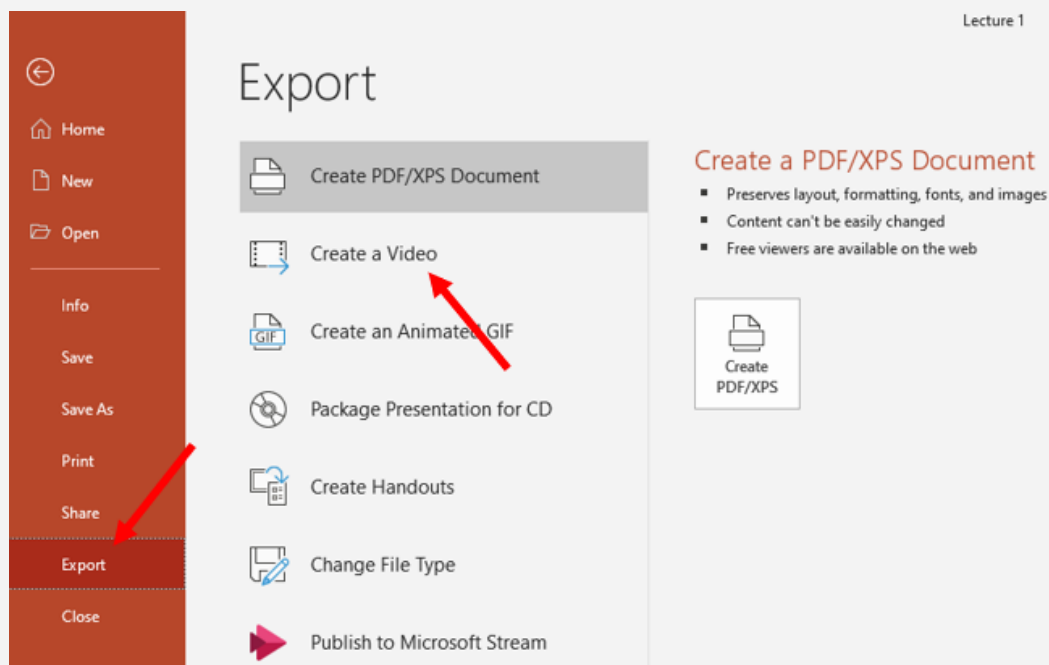 Lecture 1
Home
New
Open
Info
Save
Save As
Print
Share
Export
Close
Export
Create PDF/XPS Document
Create a Video
GIF
Create an Animated GIF
Package Presentation for CD
Create Handouts
Change File Type
Publish to Microsoft Stream
Create a PDF/XPS Document
Preserves layout, formatting, fonts, and images
Content can't be easily changed
Free viewers are available on the web
Create
PDF/XPS